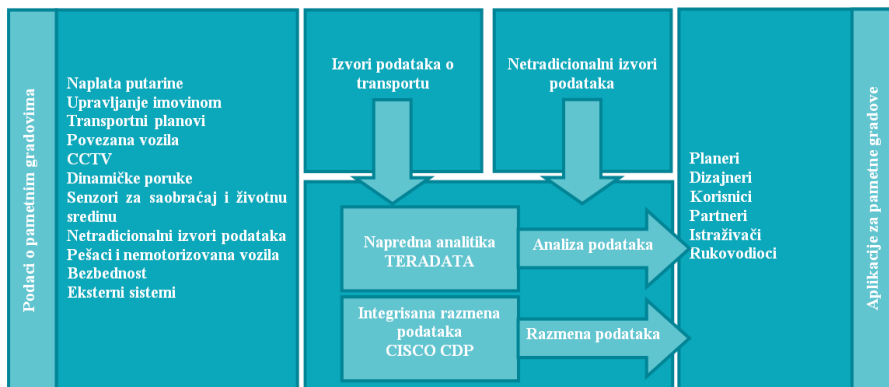 Podaci o pametnim gradovima
Naplata putarine
Upravljanje imovinom
Transportni planovi
Povezana vozila
CCTV
Dinamičke poruke
Senzori za saobraćaj i životnu
sredinu
Netradicionalni izvori podataka
Pešaci i nemotorizovana vozila
Bezbednost
Eksterni sistemi
Izvori podataka o
transportu
Netradicionalni izvori
podataka
Napredna analitika
TERADATA
Analiza podataka
Integrisana razmena
podataka
CISCO CDP
Razmena podataka
Planeri
Dizajneri
Korisnici
Partneri
Istraživači
Rukovodioci
Aplikacije za pametne gradove